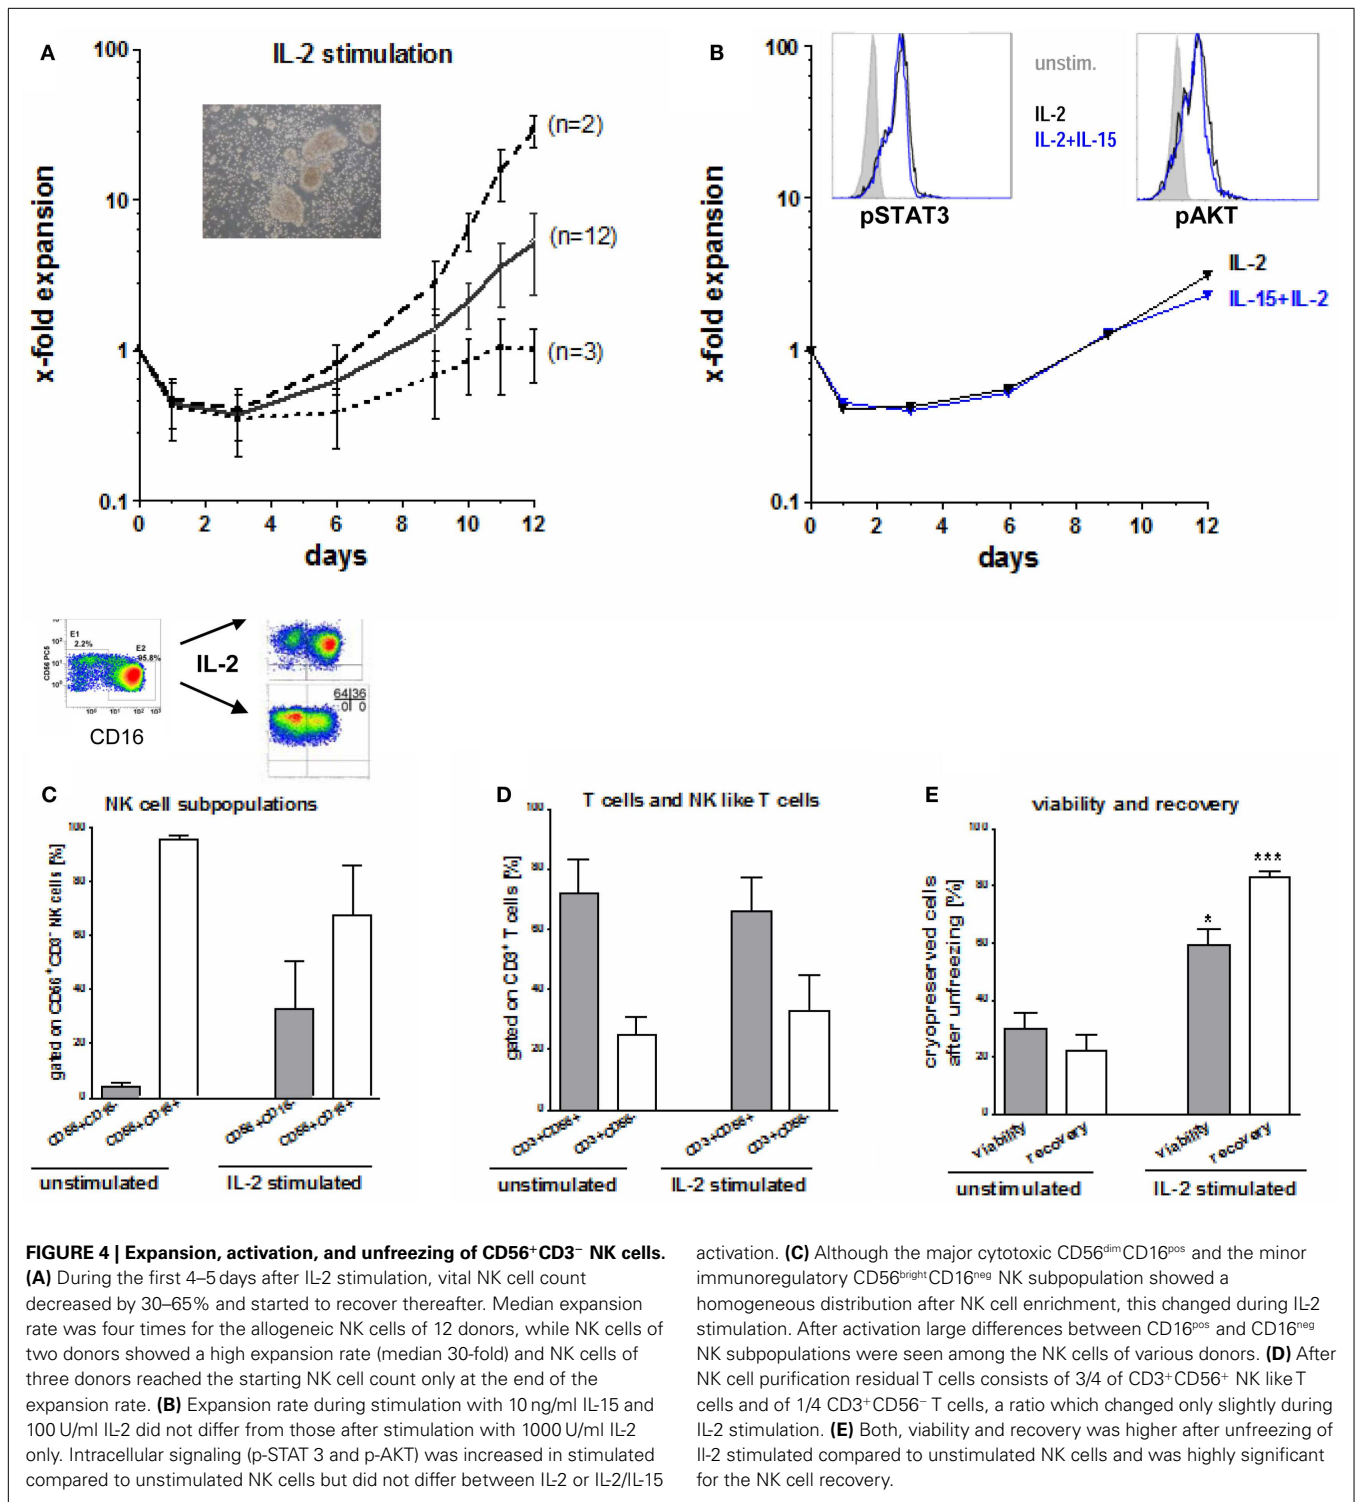 (A)
IL-2 stimulation
100
10
1
0.1
x-fold expansion
(n=2)
(n=12)
(n=3)
0 2 4 6 8 10 12
days
(B)
100
10
1
0.1
x-fold expansion
unstim.
IL-2
IL-2+IL-15
pSTAT3
pAKT
IL-2
IL-15+IL-2
0 2 4 6 8 10 12
days
E1
2.2%
E2
95.8%
CD56 PC5
10² 10¹ 10⁰
10⁰ 10¹ 10² 10³
CD16
IL-2
64 36
0 0
C
NK cell subpopulations
gated on CD56⁺CD3⁻ NK cells [%]
100
80
60
40
20
0
CD56+CD16-
CD56+CD16+
CD56+CD16-
CD56+CD16+
unstimulated
IL-2 stimulated
D
T cells and NK like T cells
gated on CD3⁺ T cells [%]
100
80
60
40
20
0
CD3+CD56+
CD3+CD56-
CD3+CD56+
CD3+CD56-
unstimulated
IL-2 stimulated
E
viability and recovery
cryopreserved cells
after unfreezing [%]
100
80
60
40
20
0
*
***
viability
recovery
viability
recovery
unstimulated
IL-2 stimulated
FIGURE 4 | Expansion, activation, and unfreezing of CD56⁺CD3⁻ NK cells.
(A) During the first 4–5 days after IL-2 stimulation, vital NK cell count
decreased by 30–65% and started to recover thereafter. Median expansion
rate was four times for the allogeneic NK cells of 12 donors, while NK cells of
two donors showed a high expansion rate (median 30-fold) and NK cells of
three donors reached the starting NK cell count only at the end of the
expansion rate. (B) Expansion rate during stimulation with 10 ng/ml IL-15 and
100 U/ml IL-2 did not differ from those after stimulation with 1000 U/ml IL-2
only. Intracellular signaling (p-STAT 3 and p-AKT) was increased in stimulated
compared to unstimulated NK cells but did not differ between IL-2 or IL-2/IL-15
activation. (C) Although the major cytotoxic CD56ᵈⁱᵐCD16ᵖᵒˢ and the minor
immunoregulatory CD56ᵇʳⁱᵍʰᵗCD16ⁿᵉᵍ NK subpopulation showed a
homogeneous distribution after NK cell enrichment, this changed during IL-2
stimulation. After activation large differences between CD16ᵖᵒˢ and CD16ⁿᵉᵍ
NK subpopulations were seen among the NK cells of various donors. (D) After
NK cell purification residual T cells consists of 3/4 of CD3⁺CD56⁺ NK like T
cells and of 1/4 CD3⁺CD56⁻ T cells, a ratio which changed only slightly during
IL-2 stimulation. (E) Both, viability and recovery was higher after unfreezing of
Il-2 stimulated compared to unstimulated NK cells and was highly significant
for the NK cell recovery.